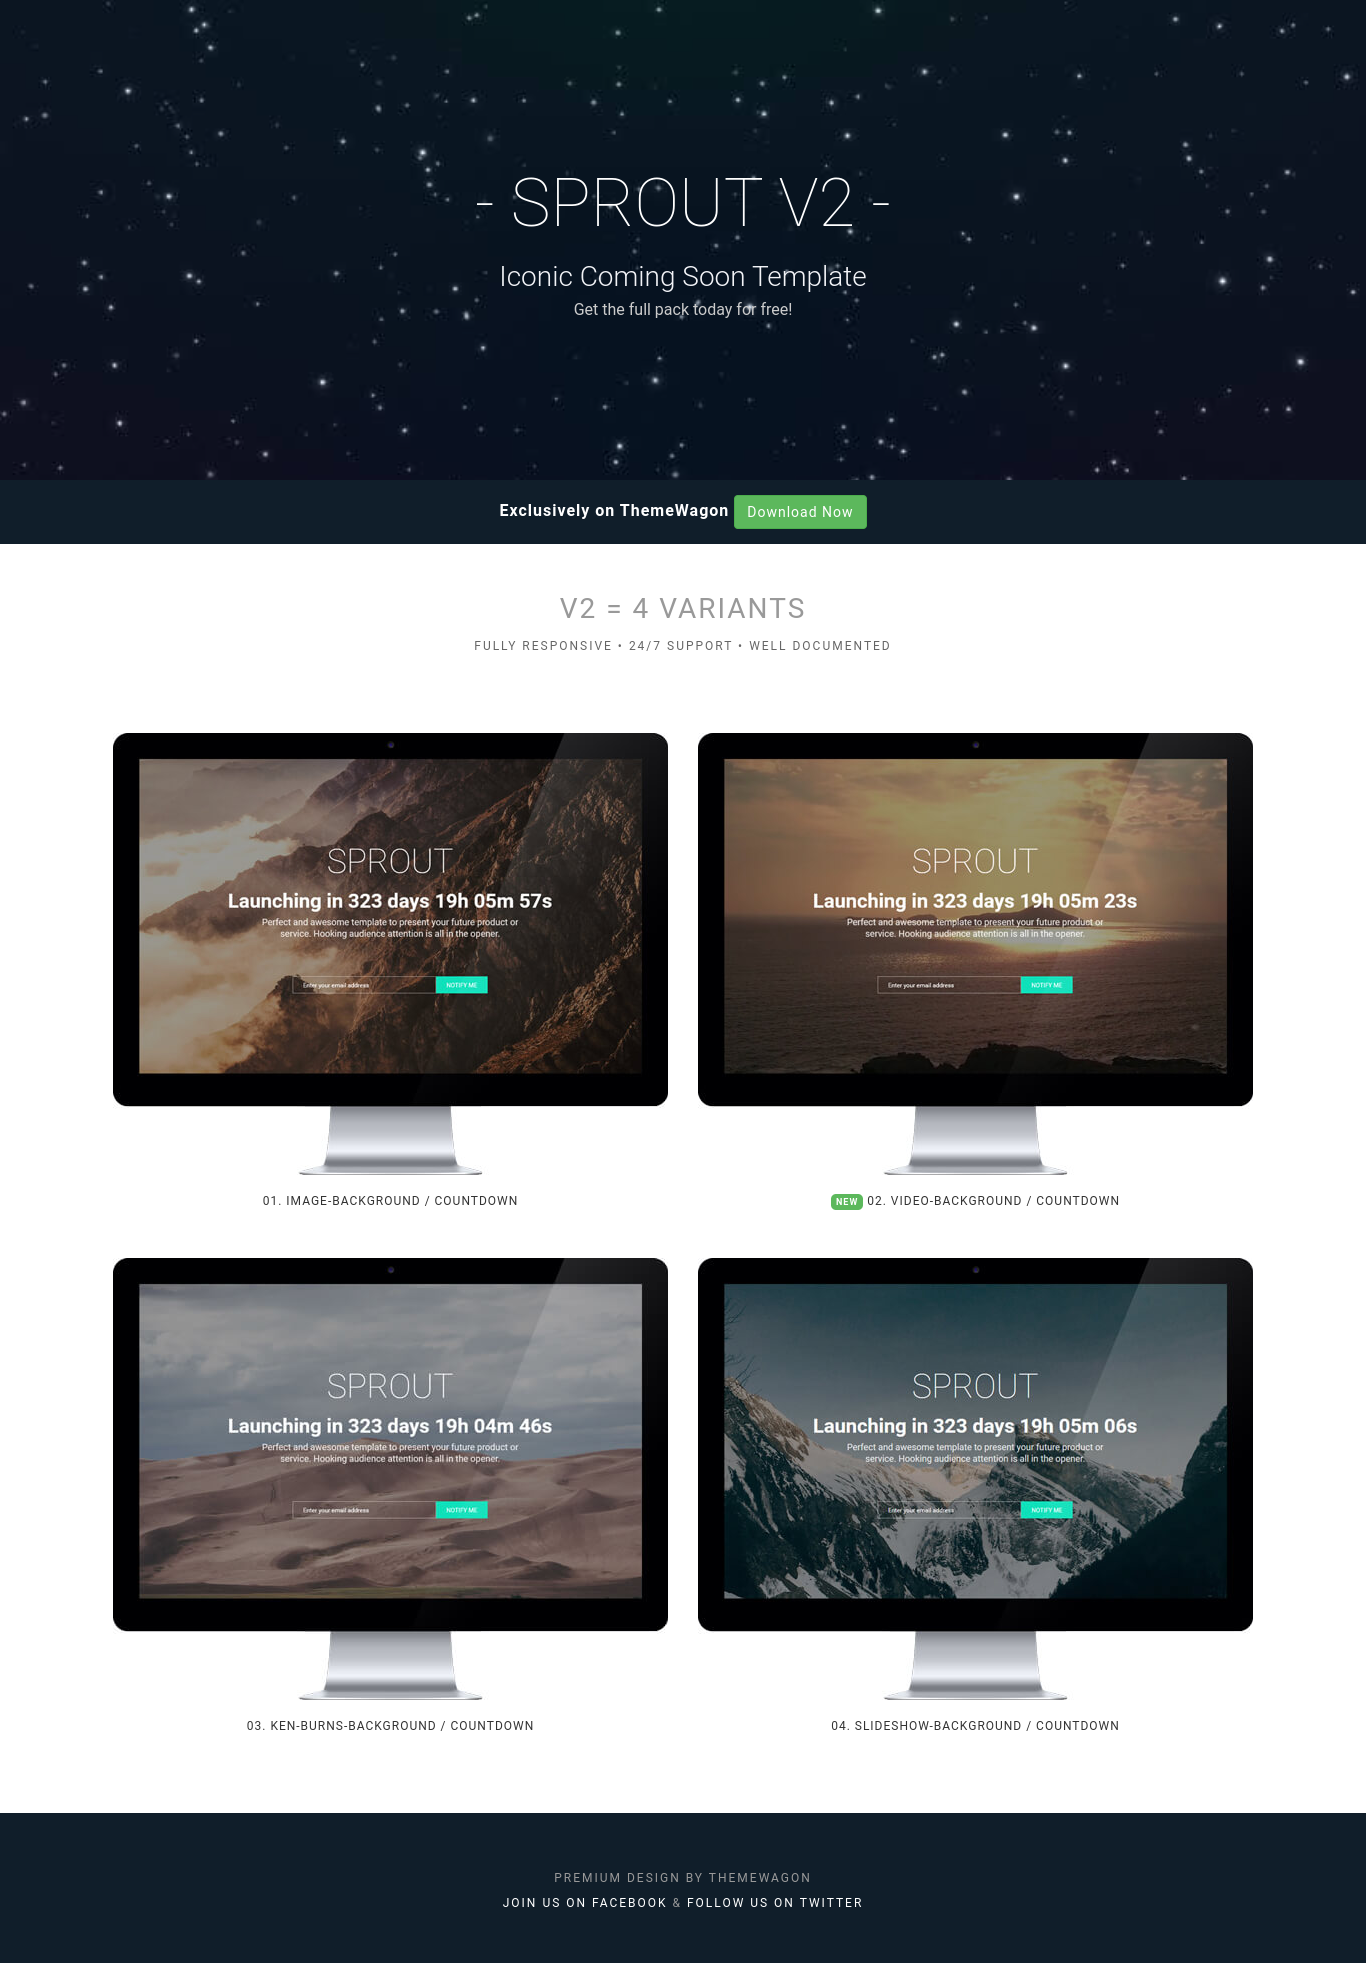 - SPROUT V2 -
Iconic Coming Soon Template
Get the full pack today for free!
Exclusively on ThemeWagon Download Now
V2 = 4 VARIANTS
FULLY RESPONSIVE • 24/7 SUPPORT • WELL DOCUMENTED
SPROUT
Launching in 323 days 19h 05m 57s
Perfect and awesome template to present your future product or
service. Hooking audience attention is all in the opener.
Enter your email address NOTIFY ME
01. IMAGE-BACKGROUND / COUNTDOWN
SPROUT
Launching in 323 days 19h 05m 23s
Perfect and awesome template to present your future product or
service. Hooking audience attention is all in the opener.
Enter your email address NOTIFY ME
NEW 02. VIDEO-BACKGROUND / COUNTDOWN
SPROUT
Launching in 323 days 19h 04m 46s
Perfect and awesome template to present your future product or
service. Hooking audience attention is all in the opener.
Enter your email address NOTIFY ME
03. KEN-BURNS-BACKGROUND / COUNTDOWN
SPROUT
Launching in 323 days 19h 05m 06s
Perfect and awesome template to present your future product or
service. Hooking audience attention is all in the opener.
Enter your email address NOTIFY ME
04. SLIDESHOW-BACKGROUND / COUNTDOWN
PREMIUM DESIGN BY THEMEWAGON
JOIN US ON FACEBOOK & FOLLOW US ON TWITTER